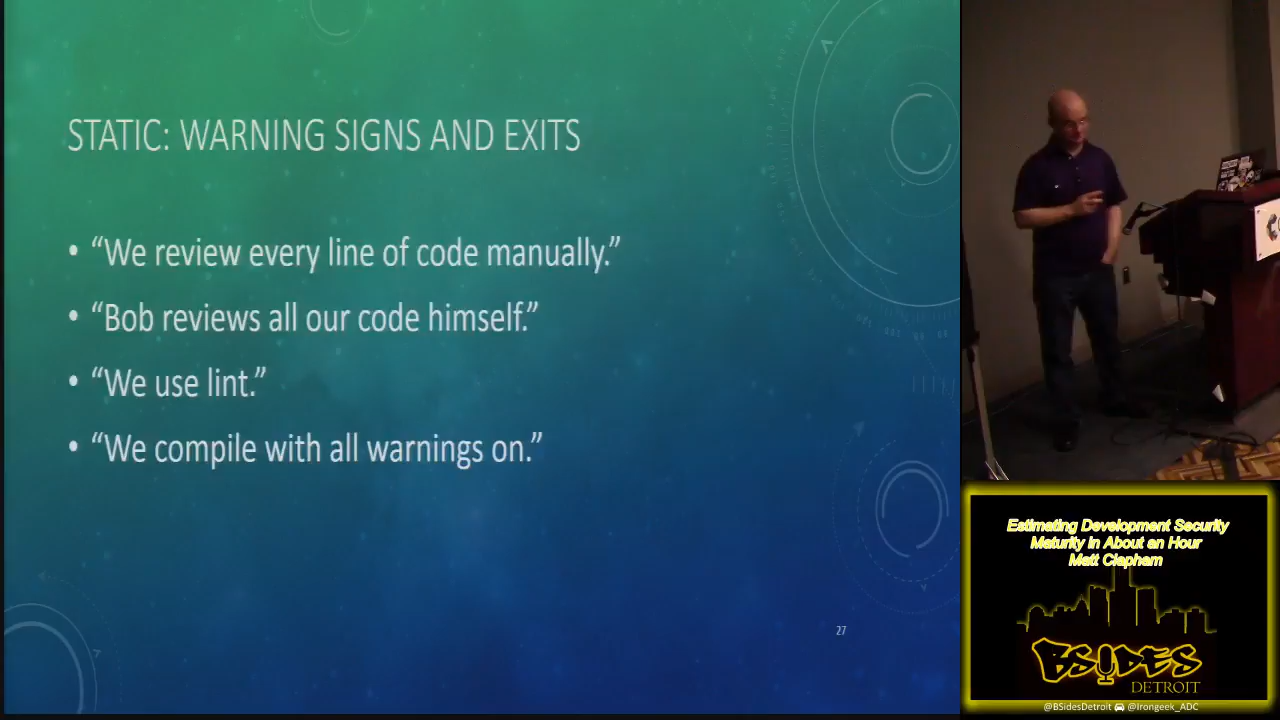 STATIC: WARNING SIGNS AND EXITS
• “We review every line of code manually.”
• “Bob reviews all our code himself.”
• “We use lint.”
• “We compile with all warnings on.”
27
Estimating Development Security
Maturity in About an Hour
Matt Clapham
BSIDES
DETROIT
@BSidesDetroit @Irongeek_ADC